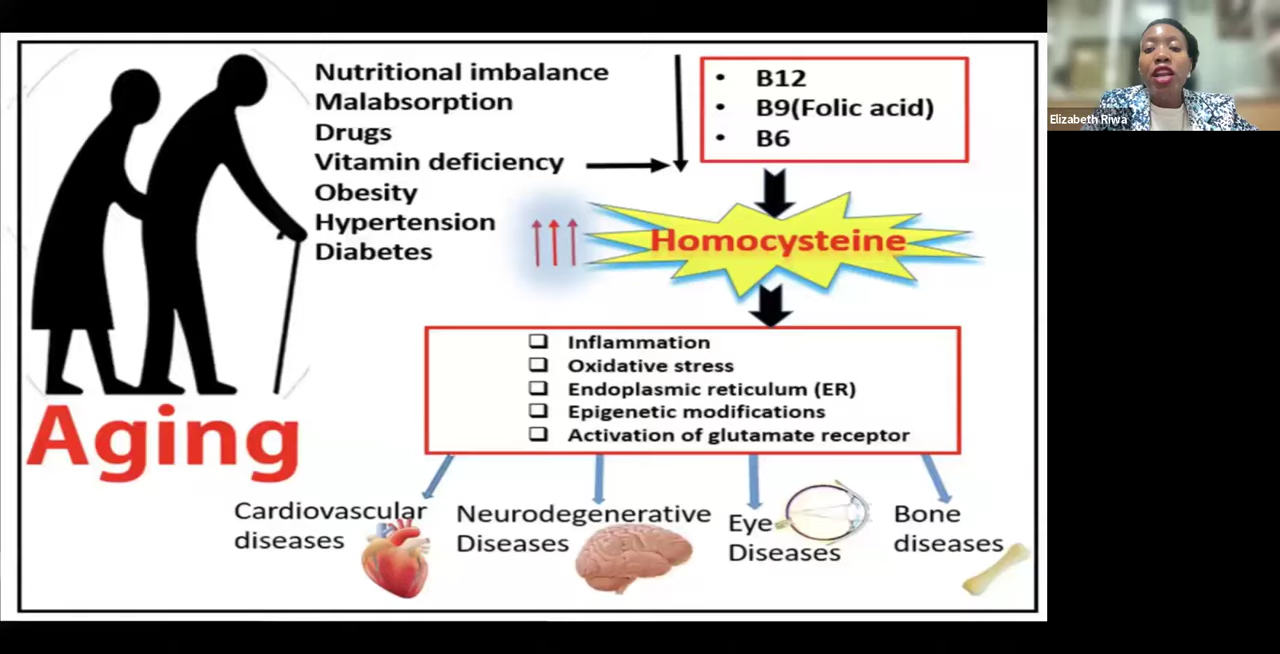 Nutritional imbalance
Malabsorption
Drugs
Vitamin deficiency
Obesity
Hypertension
Diabetes
• B12
• B9(Folic acid)
• B6
Homocysteine
❑ Inflammation
❑ Oxidative stress
❑ Endoplasmic reticulum (ER)
❑ Epigenetic modifications
❑ Activation of glutamate receptor
Aging
Cardiovascular
diseases
Neurodegenerative
Diseases
Eye
Diseases
Bone
diseases
Elizabeth Riwa